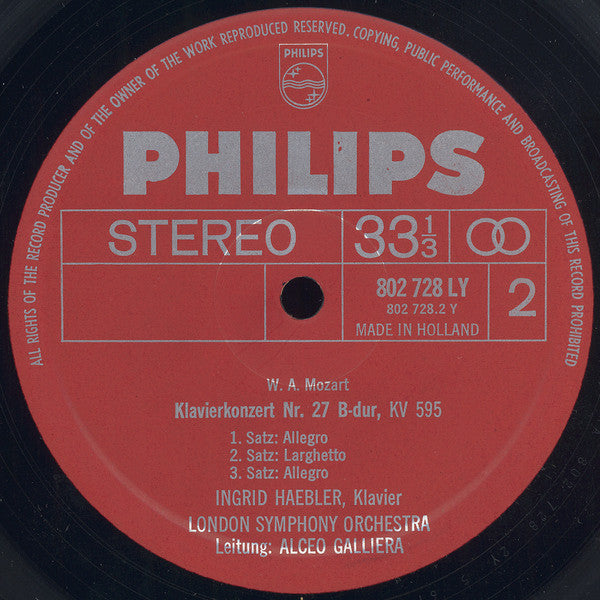 ALL RIGHTS OF THE RECORD PRODUCER AND OF THE OWNER OF THE WORK REPRODUCED RESERVED. COPYING, PUBLIC PERFORMANCE AND BROADCASTING OF THIS RECORD PROHIBITED
PHILIPS
PHILIPS
STEREO 33 1/3
802 728 LY 2
802 728.2 Y
MADE IN HOLLAND
W. A. Mozart
Klavierkonzert Nr. 27 B-dur, KV 595
1. Satz: Allegro
2. Satz: Larghetto
3. Satz: Allegro
INGRID HAEBLER, Klavier
LONDON SYMPHONY ORCHESTRA
Leitung: ALCEO GALLIERA